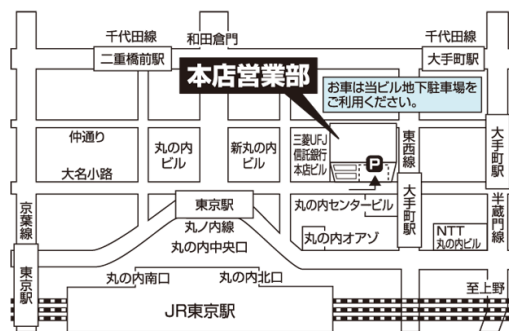 千代田線
和田倉門
千代田線
二重橋前駅
大手町駅
本店営業部
お車は当ビル地下駐車場を
ご利用ください。
仲通り
大名小路
丸の内
ビル
新丸の内
ビル
三菱UFJ
信託銀行
本店ビル
P
東西線
大手町駅
大手町駅
半蔵門線
京葉線
東京駅
東京駅
丸ノ内線
丸の内中央口
丸の内センタービル
丸の内オアゾ
NTT
丸の内ビル
丸の内南口
丸の内北口
至上野
JR東京駅